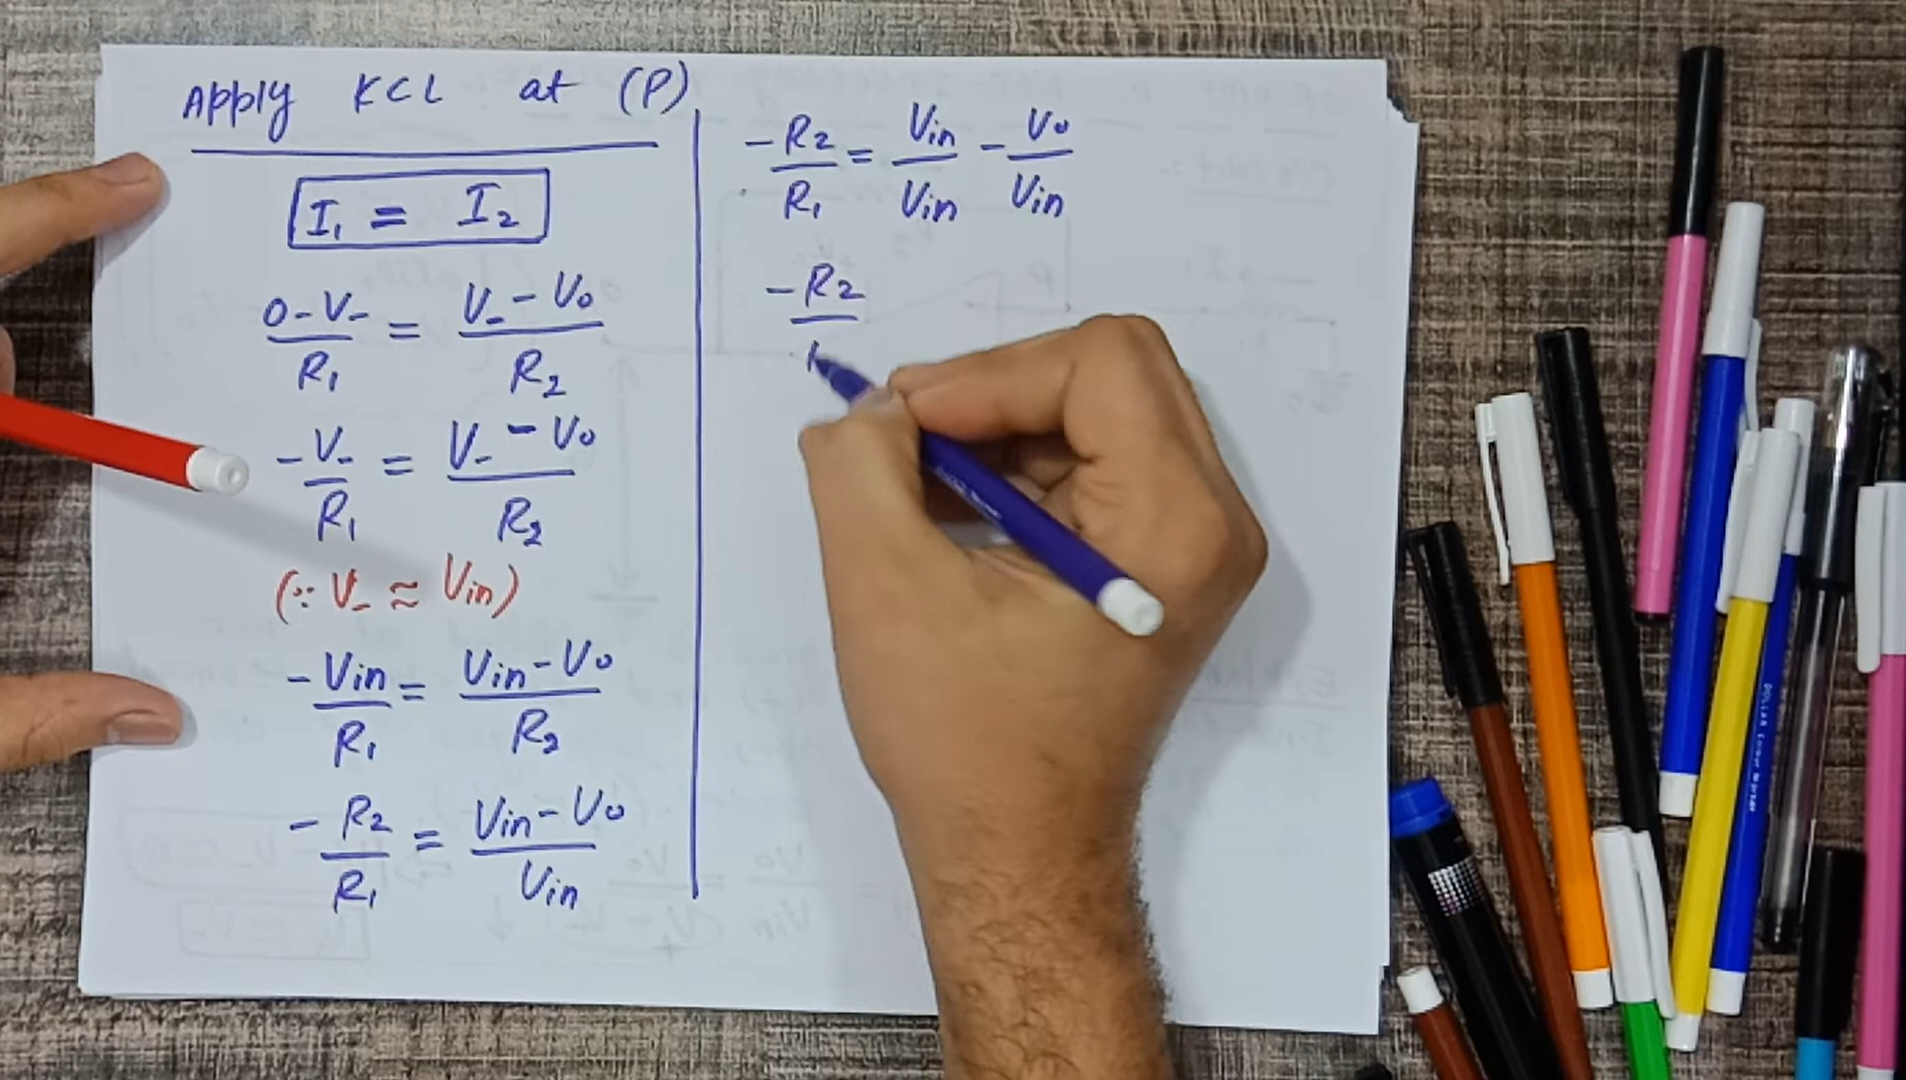 Apply KCL at (P)
I₁ = I₂
0-V₋/R₁ = V₋-V₀/R₂
-V₋/R₁ = V₋-V₀/R₂
(∵ V₋ ≈ Vin)
-Vin/R₁ = Vin-V₀/R₂
-R₂/R₁ = Vin-V₀/Vin
-R₂/R₁ = Vin/Vin - V₀/Vin
-R₂